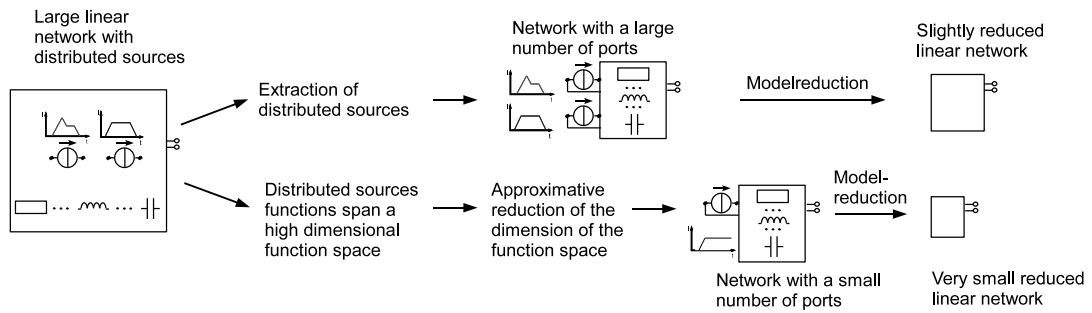 Large linear
network with
distributed sources
Extraction of
distributed sources
Network with a large
number of ports
Modelreduction
Slightly reduced
linear network
Distributed sources
functions span a
high dimensional
function space
Approximative
reduction of the
dimension of the
function space
Network with a small
number of ports
Model-
reduction
Very small reduced
linear network